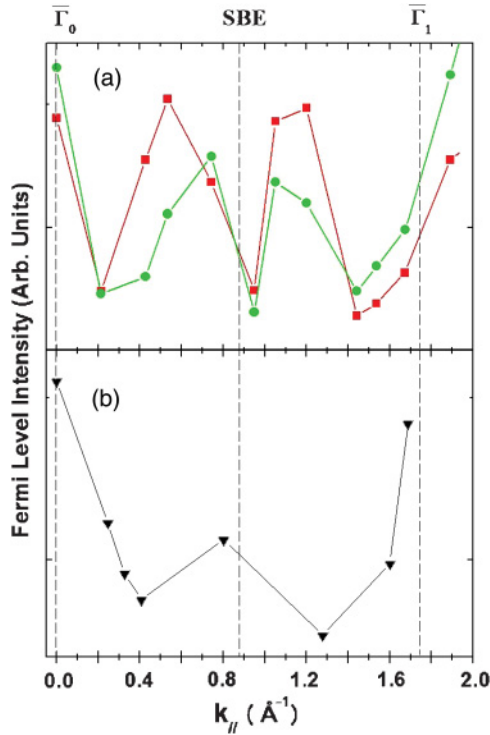 Γ̅₀ SBE Γ̅₁
(a)
(b)
Fermi Level Intensity (Arb. Units)
0.0 0.4 0.8 1.2 1.6 2.0
k// ( Å⁻¹)